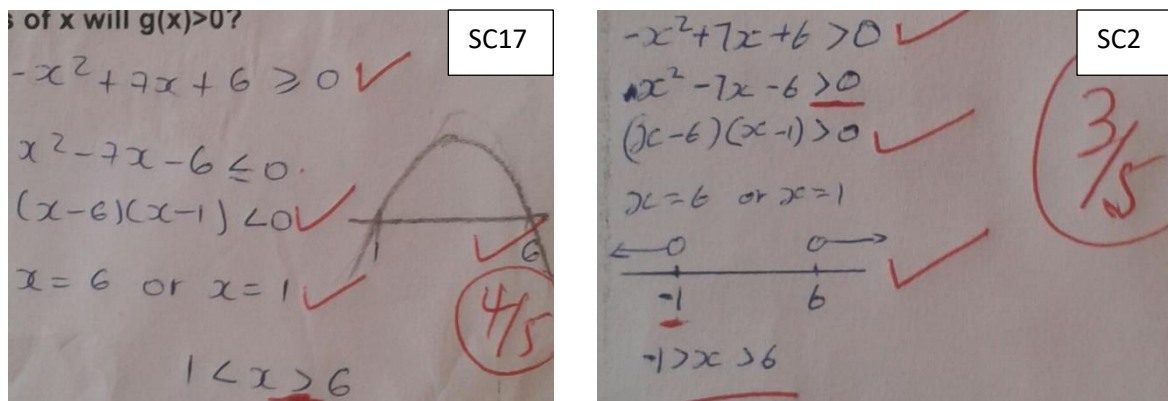 s of x will g(x)>0?
SC17
-x² + 7x + 6 ≥ 0
x² - 7x - 6 ≤ 0.
(x-6)(x-1) < 0
x = 6 or x = 1
1 6
4/5
1 < x > 6
SC2
-x² + 7x + 6 > 0
x² - 7x - 6 > 0
(x-6)(x-1) > 0
x = 6 or x = 1
-1 6
-1 > x > 6
3/5